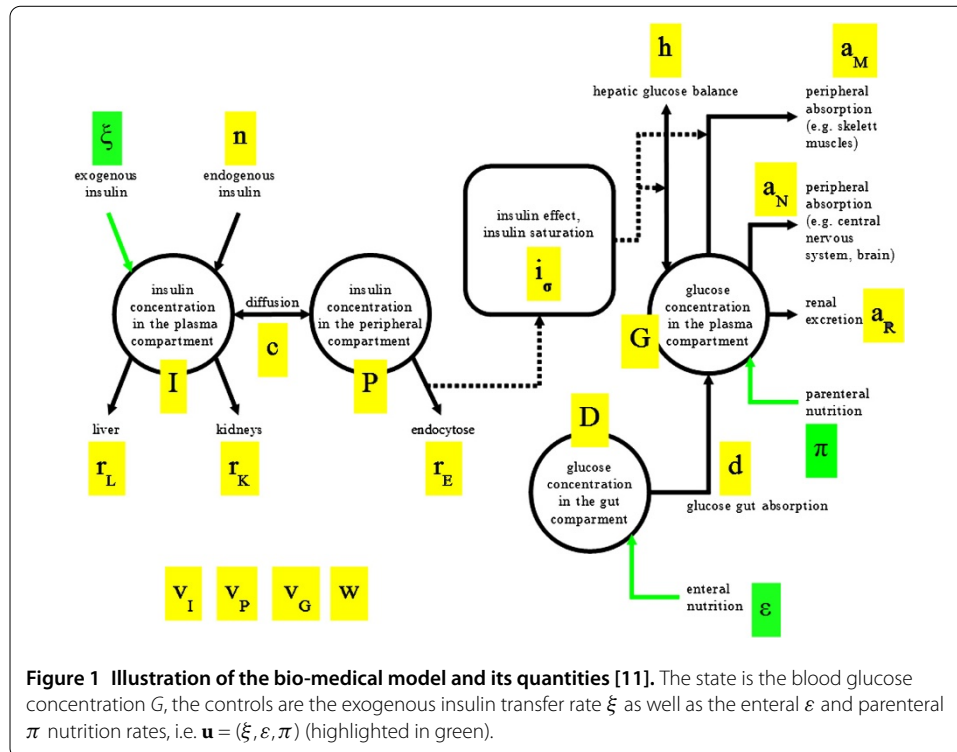 ξ
exogenous
insulin
n
endogenous
insulin
insulin
concentration
in the plasma
compartment
I
diffusion
c
insulin
concentration
in the peripheral
compartment
P
liver
r_L
kidneys
r_K
endocytose
r_E
insulin effect,
insulin saturation
i_σ
h
hepatic glucose balance
a_M
peripheral
absorption
(e.g. skelett
muscles)
a_N
peripheral
absorption
(e.g. central
nervous
system, brain)
glucose
concentration
in the plasma
compartment
G
renal
excretion
a_R
parenteral
nutrition
π
D
glucose
concentration
in the gut
comparment
d
glucose gut absorption
enteral
nutrition
ε
v_I v_P v_G w
Figure 1 Illustration of the bio-medical model and its quantities [11]. The state is the blood glucose
concentration G, the controls are the exogenous insulin transfer rate ξ as well as the enteral ε and parenteral
π nutrition rates, i.e. u = (ξ, ε, π) (highlighted in green).